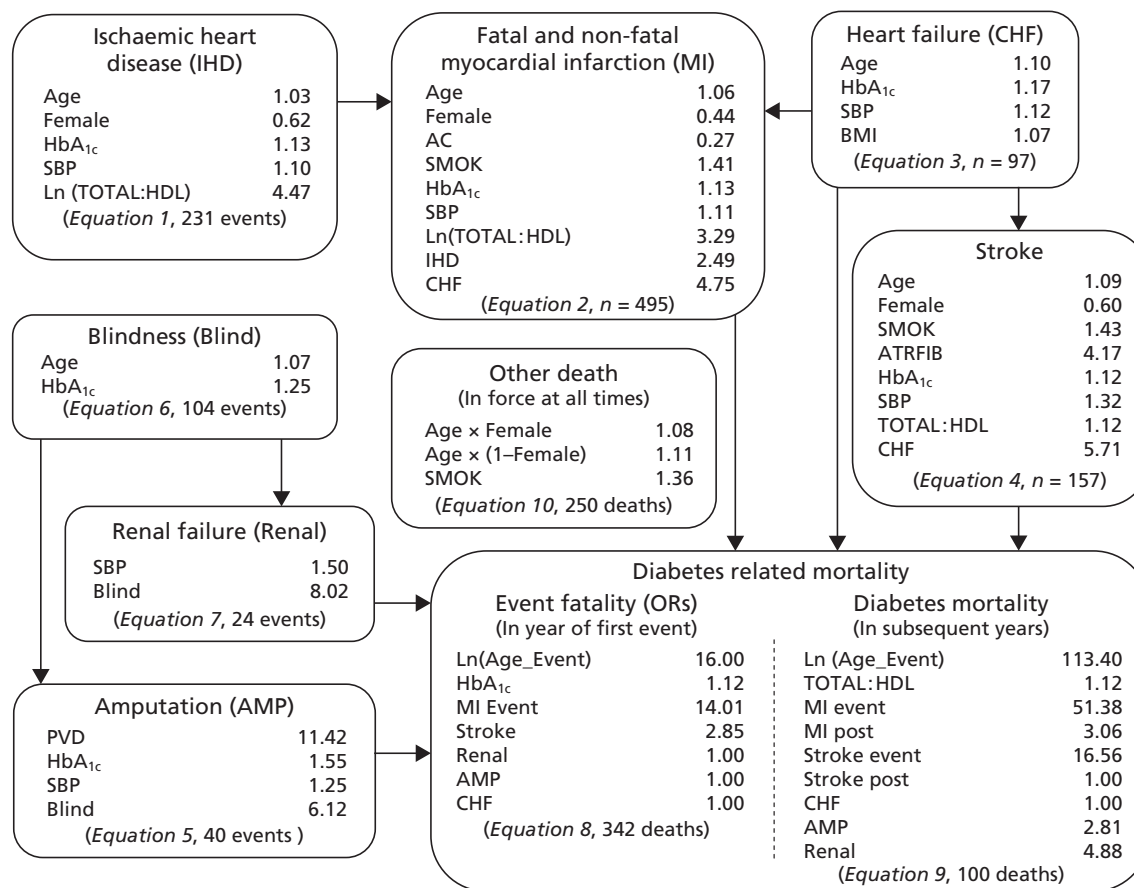 Ischaemic heart
disease (IHD)
Age 1.03
Female 0.62
HbA1c 1.13
SBP 1.10
Ln (TOTAL:HDL) 4.47
(Equation 1, 231 events)
Fatal and non-fatal
myocardial infarction (MI)
Age 1.06
Female 0.44
AC 0.27
SMOK 1.41
HbA1c 1.13
SBP 1.11
Ln(TOTAL:HDL) 3.29
IHD 2.49
CHF 4.75
(Equation 2, n = 495)
Heart failure (CHF)
Age 1.10
HbA1c 1.17
SBP 1.12
BMI 1.07
(Equation 3, n = 97)
Stroke
Age 1.09
Female 0.60
SMOK 1.43
ATRFIB 4.17
HbA1c 1.12
SBP 1.32
TOTAL:HDL 1.12
CHF 5.71
(Equation 4, n = 157)
Blindness (Blind)
Age 1.07
HbA1c 1.25
(Equation 6, 104 events)
Other death
(In force at all times)
Age × Female 1.08
Age × (1–Female) 1.11
SMOK 1.36
(Equation 10, 250 deaths)
Renal failure (Renal)
SBP 1.50
Blind 8.02
(Equation 7, 24 events)
Amputation (AMP)
PVD 11.42
HbA1c 1.55
SBP 1.25
Blind 6.12
(Equation 5, 40 events )
Diabetes related mortality
Event fatality (ORs)
(In year of first event)
Ln(Age_Event) 16.00
HbA1c 1.12
MI Event 14.01
Stroke 2.85
Renal 1.00
AMP 1.00
CHF 1.00
(Equation 8, 342 deaths)
Diabetes mortality
(In subsequent years)
Ln (Age_Event) 113.40
TOTAL:HDL 1.12
MI event 51.38
MI post 3.06
Stroke event 16.56
Stroke post 1.00
CHF 1.00
AMP 2.81
Renal 4.88
(Equation 9, 100 deaths)